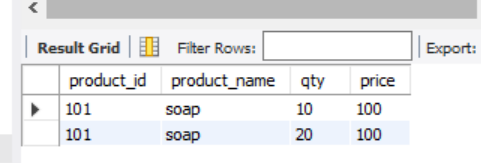 Result Grid Filter Rows: Export:
product_id product_name qty price
101 soap 10 100
101 soap 20 100